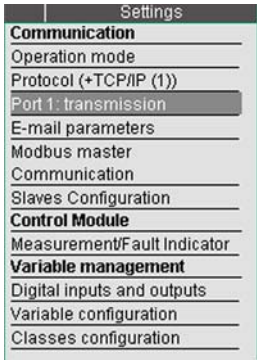 Settings
Communication
Operation mode
Protocol (+TCP/IP (1))
Port 1: transmission
E-mail parameters
Modbus master
Communication
Slaves Configuration
Control Module
Measurement/Fault Indicator
Variable management
Digital inputs and outputs
Variable configuration
Classes configuration